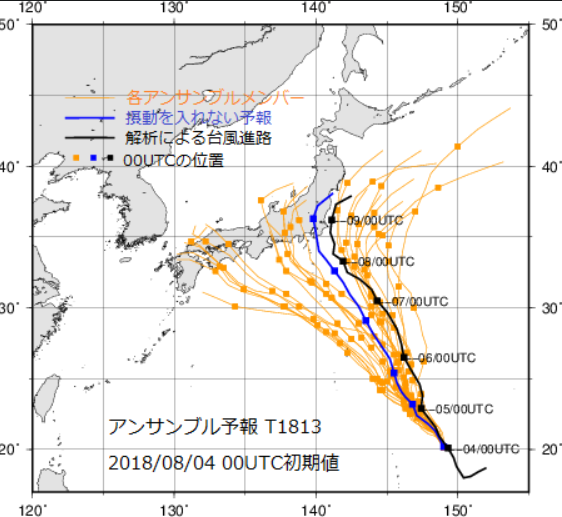 120° 130° 140° 150°
50° 50°
各アンサンブルメンバー
摂動を入れない予報
解析による台風進路
00UTCの位置
40° 40°
09/00UTC
08/00UTC
30° 07/00UTC 30°
06/00UTC
05/00UTC
アンサンブル予報 T1813
20° 04/00UTC 20°
2018/08/04 00UTC初期値
120° 130° 140° 150°